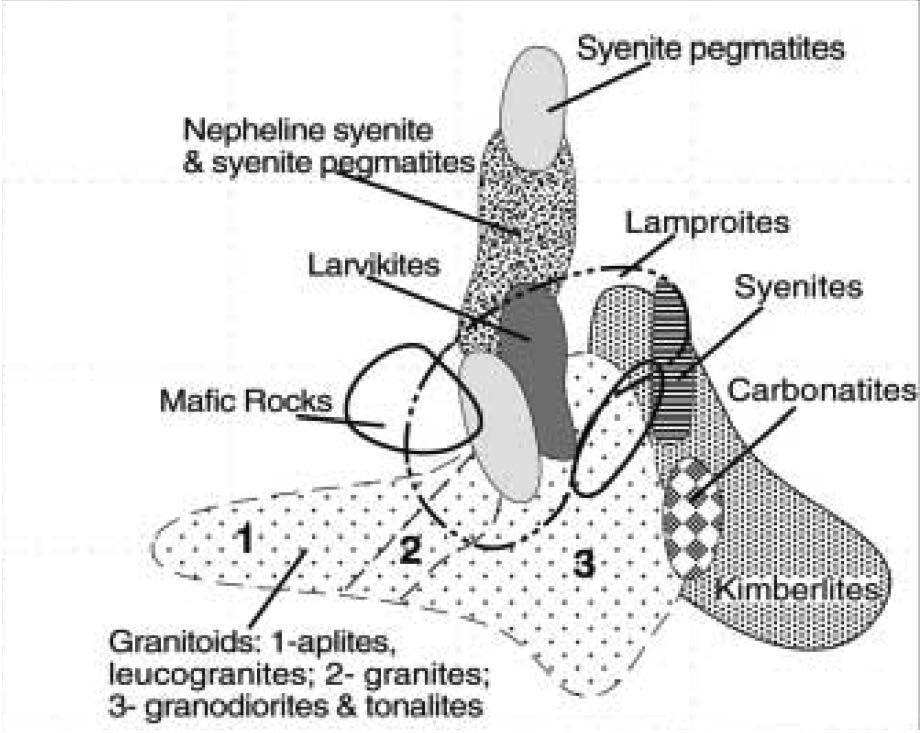 Syenite pegmatites
Nepheline syenite
& syenite pegmatites
Lamproites
Larvikites
Syenites
Carbonatites
Mafic Rocks
1
2
3
Kimberlites
Granitoids: 1-aplites,
leucogranites; 2- granites;
3- granodiorites & tonalites